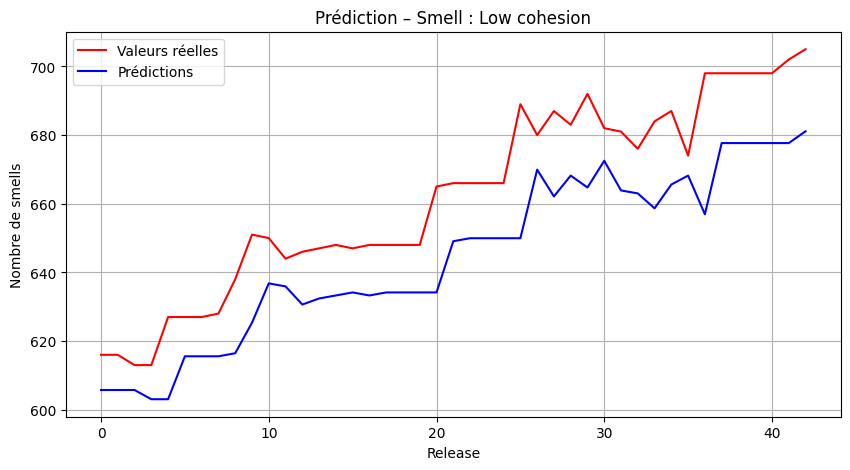 Prédiction – Smell : Low cohesion
Valeurs réelles
Prédictions
Nombre de smells
700
680
660
640
620
600
0
10
20
30
40
Release